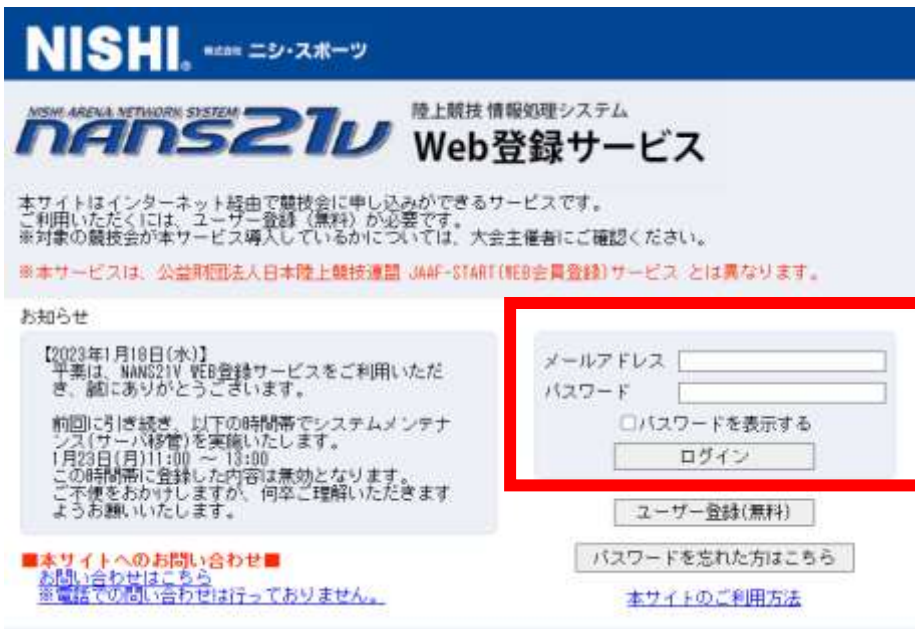 NISHI® 株式会社 ニシ・スポーツ
NISHI ARENA NETWORK SYSTEM
nans21v
陸上競技 情報処理システム
Web登録サービス
本サイトはインターネット経由で競技会に申し込みができるサービスです。
ご利用いただくには、ユーザー登録（無料）が必要です。
※対象の競技会が本サービス導入しているかについては、大会主催者にご確認ください。
※本サービスは、公益財団法人日本陸上競技連盟 JAAF-START(WEB会員登録)サービス とは異なります。
お知らせ
【2023年1月18日(水)】
平素は、NANS21V WEB登録サービスをご利用いただ
き、誠にありがとうございます。
前回に引き続き、以下の時間帯でシステムメンテナ
ンス(サーバ移管)を実施いたします。
1月23日(月)11:00 ～ 13:00
この時間帯に登録した内容は無効となります。
ご不便をおかけしますが、何卒ご理解いただきます
ようお願いいたします。
■本サイトへのお問い合わせ■
お問い合わせはこちら
※電話での問い合わせは行っておりません。
メールアドレス
パスワード
パスワードを表示する
ログイン
ユーザー登録(無料)
パスワードを忘れた方はこちら
本サイトのご利用方法